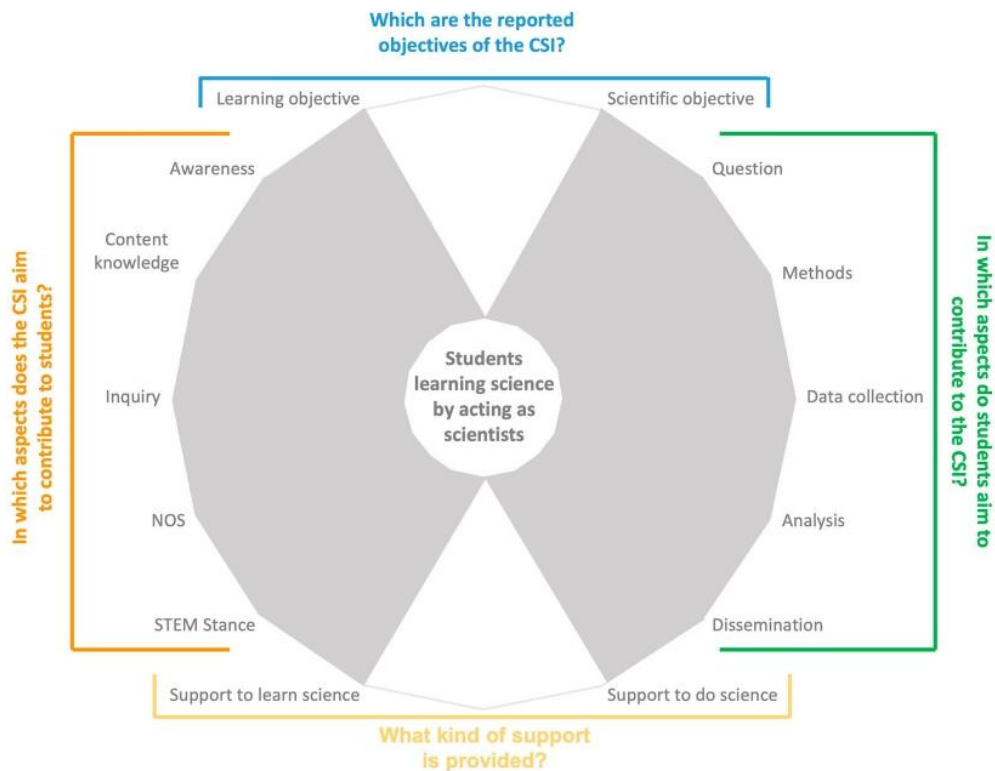 Which are the reported
objectives of the CSI?
Learning objective
Scientific objective
Awareness
Question
Content
knowledge
Methods
In which aspects does the CSI aim
to contribute to students?
Inquiry
Students
learning science
by acting as
scientists
Data collection
In which aspects do students aim to
contribute to the CSI?
NOS
Analysis
STEM Stance
Dissemination
Support to learn science
Support to do science
What kind of support
is provided?